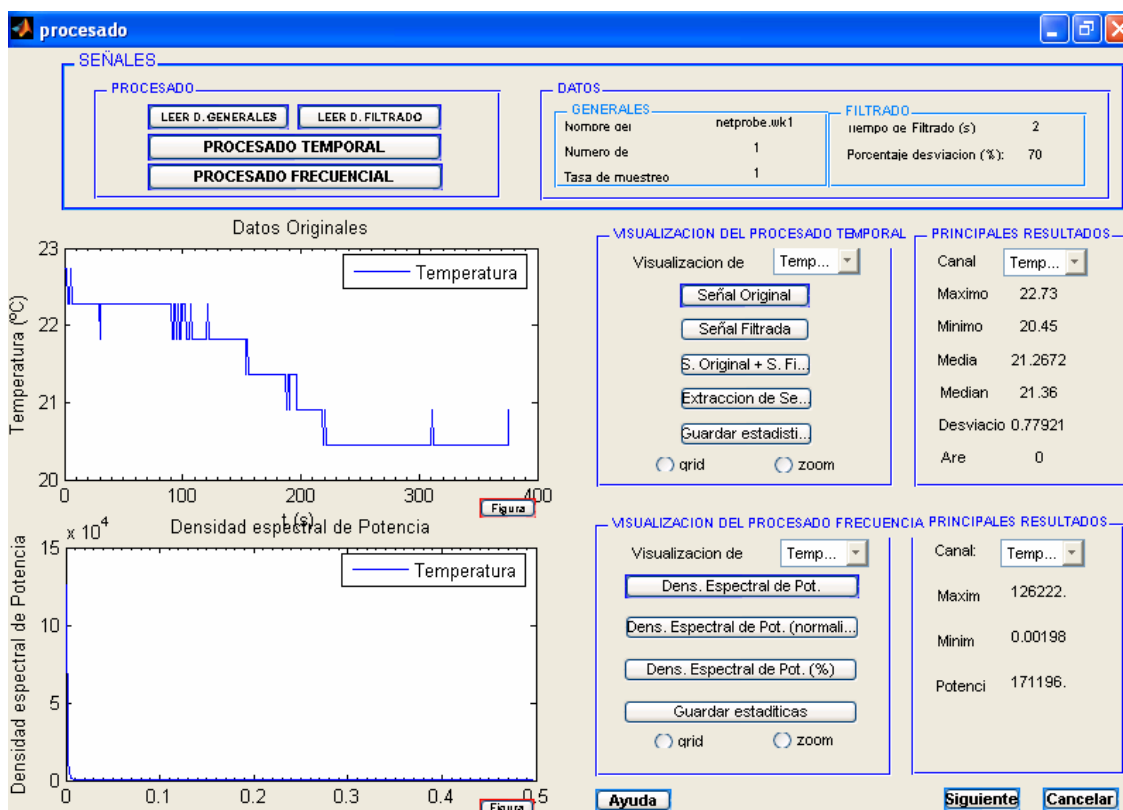 procesado
SEÑALES
PROCESADO
LEER D. GENERALES LEER D. FILTRADO
PROCESADO TEMPORAL
PROCESADO FRECUENCIAL
DATOS
GENERALES
Nombre del netprobe.wk1
Numero de 1
Tasa de muestreo 1
FILTRADO
Tiempo de Filtrado (s) 2
Porcentaje desviacion (%): 70
Datos Originales
Temperatura
Temperatura (ºC)
23
22
21
20
0 100 200 300 400
t (s)
Figura
VISUALIZACION DEL PROCESADO TEMPORAL
Visualizacion de Temp...
Señal Original
Señal Filtrada
S. Original + S. Fi...
Extraccion de Se...
Guardar estadisti...
grid zoom
PRINCIPALES RESULTADOS
Canal Temp...
Maximo 22.73
Minimo 20.45
Media 21.2672
Median 21.36
Desviacio 0.77921
Are 0
Densidad espectral de Potencia
x 10^4
Temperatura
Densidad espectral de Potencia
15
10
5
0
0 0.1 0.2 0.3 0.4 0.5
Figura
VISUALIZACION DEL PROCESADO FRECUENCIA
Visualizacion de Temp...
Dens. Espectral de Pot.
Dens. Espectral de Pot. (normali...
Dens. Espectral de Pot. (%)
Guardar estadíticas
grid zoom
PRINCIPALES RESULTADOS
Canal: Temp...
Maxim 126222.
Minim 0.00198
Potenci 171196.
Ayuda
Siguiente Cancelar